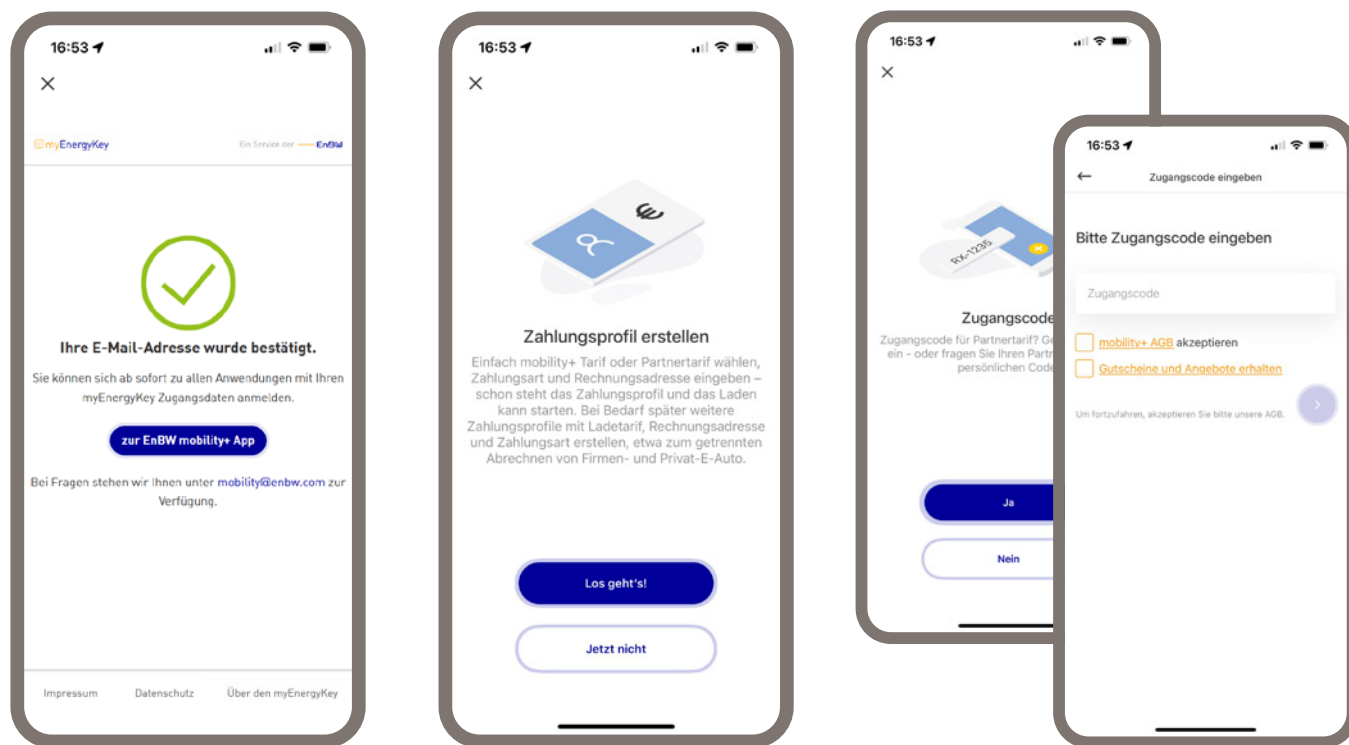 16:53
myEnergyKey
Ein Service der EnBW
Ihre E-Mail-Adresse wurde bestätigt.
Sie können sich ab sofort zu allen Anwendungen mit Ihren
myEnergyKey Zugangsdaten anmelden.
zur EnBW mobility+ App
Bei Fragen stehen wir Ihnen unter mobility@enbw.com zur
Verfügung.
Impressum Datenschutz Über den myEnergyKey
16:53
Zahlungsprofil erstellen
Einfach mobility+ Tarif oder Partnertarif wählen,
Zahlungsart und Rechnungsadresse eingeben –
schon steht das Zahlungsprofil und das Laden
kann starten. Bei Bedarf später weitere
Zahlungsprofile mit Ladetarif, Rechnungsadresse
und Zahlungsart erstellen, etwa zum getrennten
Abrechnen von Firmen- und Privat-E-Auto.
Los geht's!
Jetzt nicht
16:53
RX-1235
Zugangscode
Zugangscode für Partnertarif?
ein - oder fragen Sie Ihren
persönlichen
Ja
Nein
16:53
Zugangscode eingeben
Bitte Zugangscode eingeben
Zugangscode
mobility+ AGB akzeptieren
Gutscheine und Angebote erhalten
Um fortzufahren, akzeptieren Sie bitte unsere AGB.